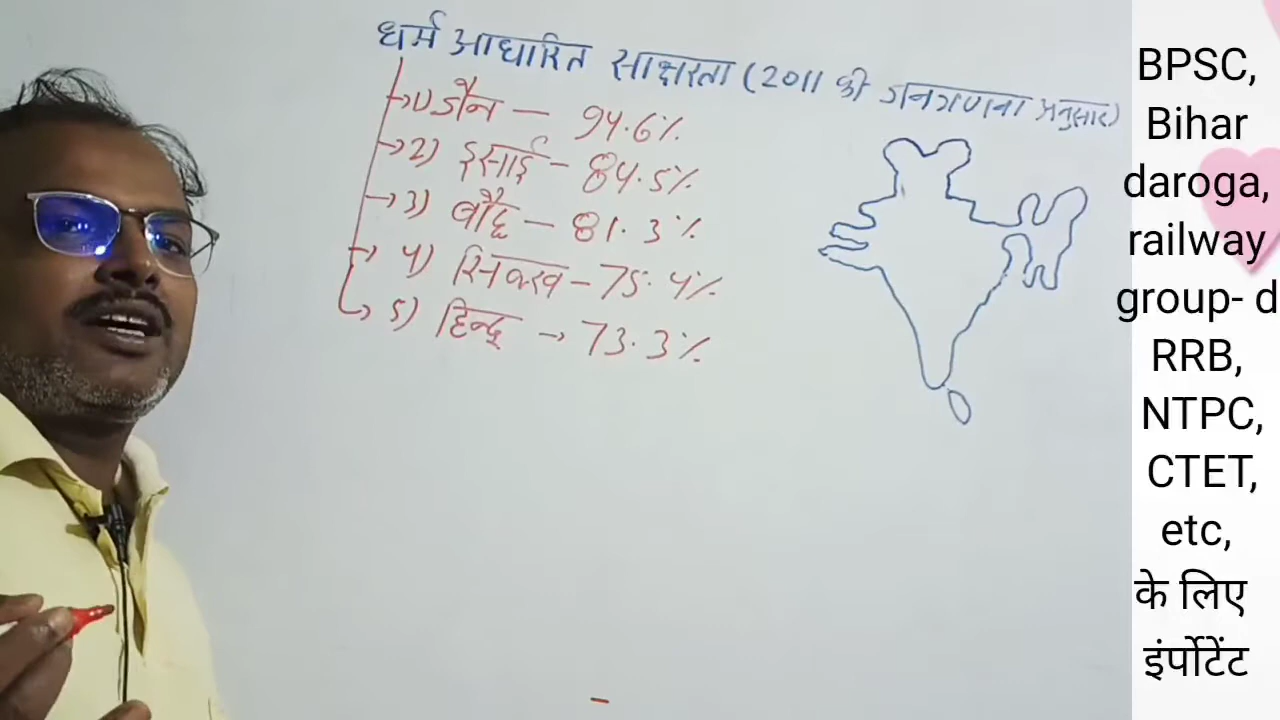 धर्म आधारित साक्षरता (2011 की जनगणना अनुसार)
1) जैन — 94.6%
2) इसाई — 84.5%
3) बौद्ध — 81.3%
4) सिक्ख — 75.4%
5) हिन्दू → 73.3%
BPSC,
Bihar
daroga,
railway
group- d
RRB,
NTPC,
CTET,
etc,
के लिए
इंर्पोटेंट